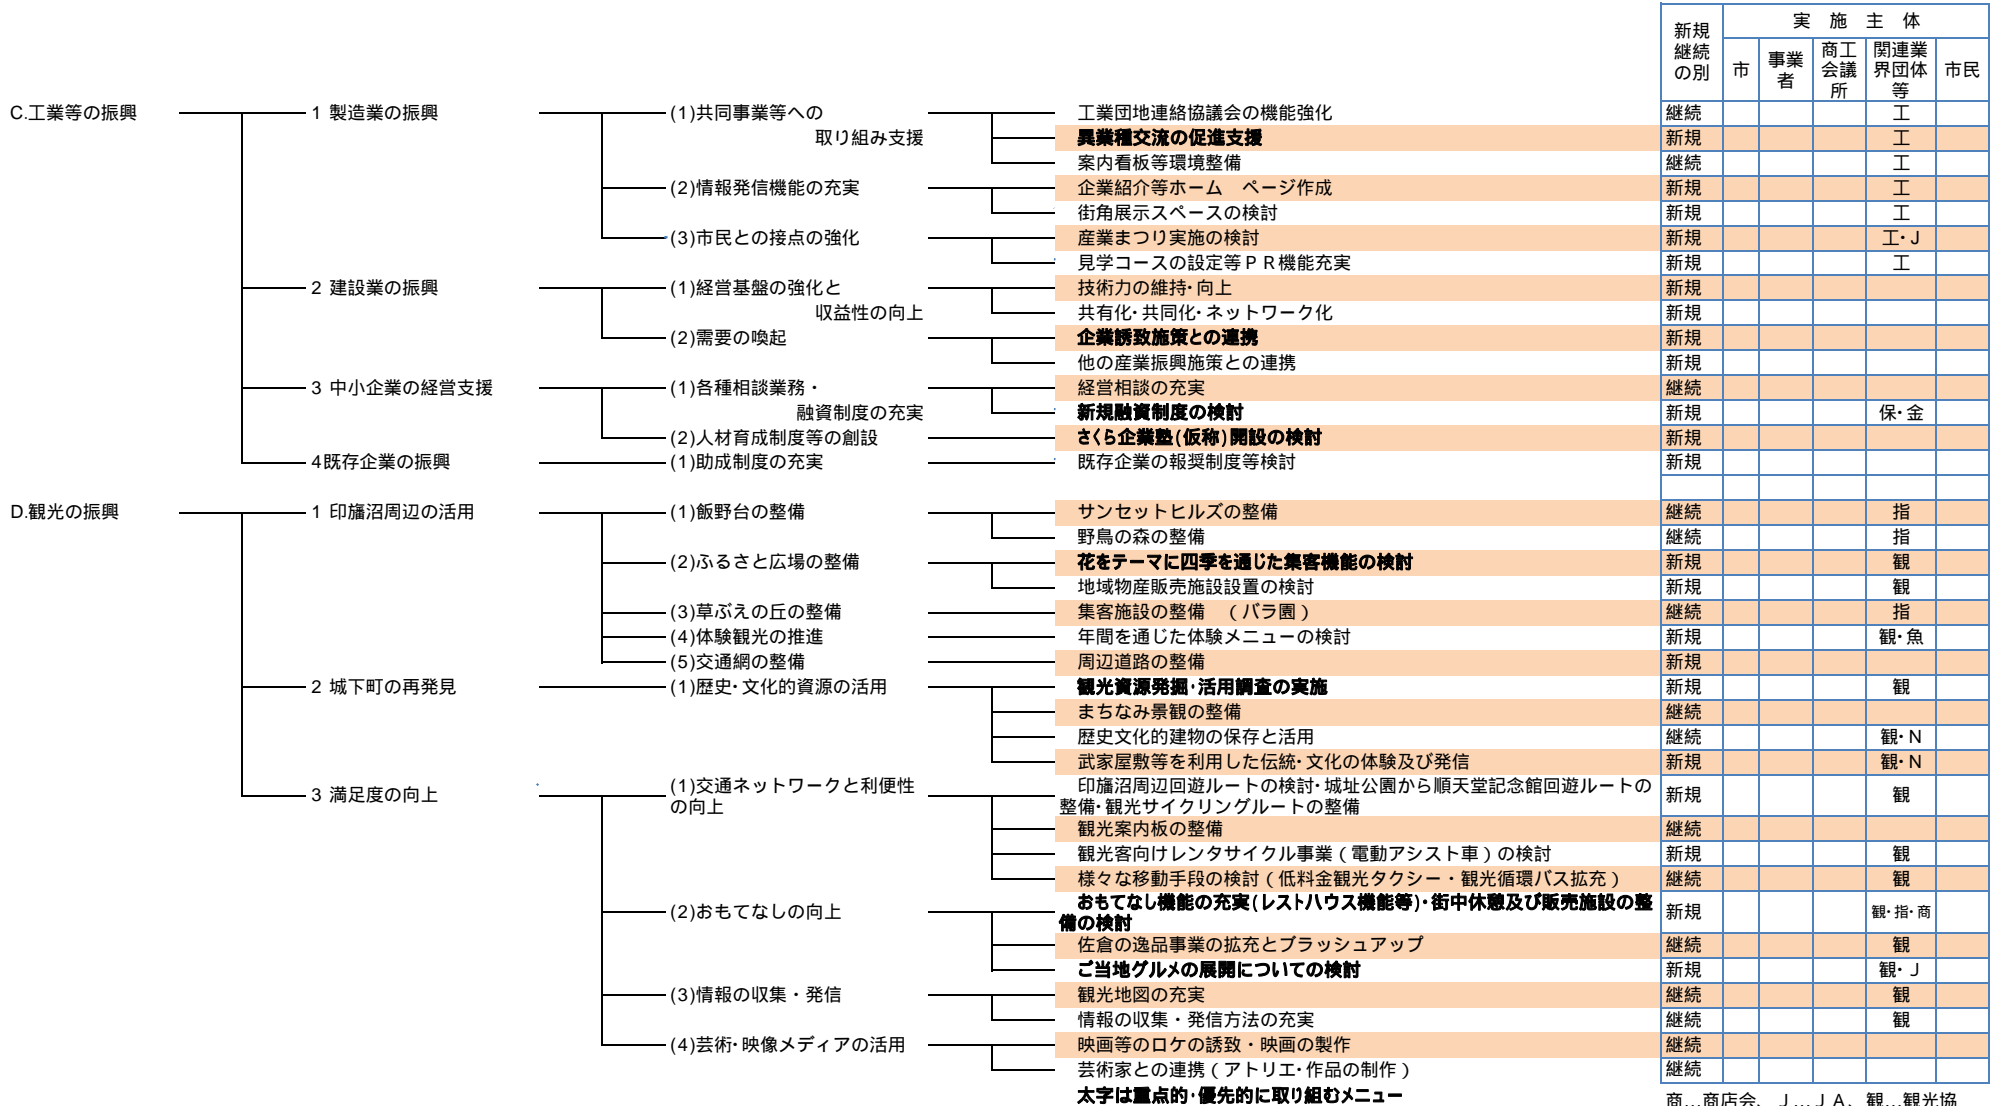 新規
継続
の別
実　施　主　体
市
事業
者
商工
会議
所
関連業
界団体
等
市民
C.工業等の振興 1 製造業の振興 (1)共同事業等への 工業団地連絡協議会の機能強化 継続 工
取り組み支援 異業種交流の促進支援 新規 工
案内看板等環境整備 継続 工
(2)情報発信機能の充実 企業紹介等ホーム　ページ作成 新規 工
街角展示スペースの検討 新規 工
(3)市民との接点の強化 産業まつり実施の検討 新規 工・J
見学コースの設定等ＰＲ機能充実 新規 工
2 建設業の振興 (1)経営基盤の強化と 技術力の維持・向上 新規
収益性の向上 共有化・共同化・ネットワーク化 新規
(2)需要の喚起 企業誘致施策との連携 新規
他の産業振興施策との連携 新規
3 中小企業の経営支援 (1)各種相談業務・ 経営相談の充実 継続
融資制度の充実 新規融資制度の検討 新規 保・金
(2)人材育成制度等の創設 さくら企業塾(仮称)開設の検討 新規
4既存企業の振興 (1)助成制度の充実 既存企業の報奨制度等検討 新規
D.観光の振興 1 印旛沼周辺の活用 (1)飯野台の整備 サンセットヒルズの整備 継続 指
野鳥の森の整備 継続 指
(2)ふるさと広場の整備 花をテーマに四季を通じた集客機能の検討 新規 観
地域物産販売施設設置の検討 新規 観
(3)草ぶえの丘の整備 集客施設の整備　（バラ園） 継続 指
(4)体験観光の推進 年間を通じた体験メニューの検討 新規 観・魚
(5)交通網の整備 周辺道路の整備 新規
2 城下町の再発見 (1)歴史・文化的資源の活用 観光資源発掘・活用調査の実施 新規 観
まちなみ景観の整備 継続
歴史文化的建物の保存と活用 継続 観・N
武家屋敷等を利用した伝統・文化の体験及び発信 新規 観・N
3 満足度の向上 (1)交通ネットワークと利便性
の向上
印旛沼周辺回遊ルートの検討・城址公園から順天堂記念館回遊ルートの
整備・観光サイクリングルートの整備
新規 観
観光案内板の整備 継続
観光客向けレンタサイクル事業（電動アシスト車）の検討 新規 観
様々な移動手段の検討（低料金観光タクシー・観光循環バス拡充） 継続 観
(2)おもてなしの向上
おもてなし機能の充実(レストハウス機能等)・街中休憩及び販売施設の整
備の検討
新規 観・指・商
佐倉の逸品事業の拡充とブラッシュアップ 継続 観
ご当地グルメの展開についての検討 新規 観・J
(3)情報の収集・発信 観光地図の充実 継続 観
情報の収集・発信方法の充実 継続 観
(4)芸術・映像メディアの活用 映画等のロケの誘致・映画の製作 継続
芸術家との連携（アトリエ・作品の制作） 継続
太字は重点的・優先的に取り組むメニュー
商…商店会、Ｊ…ＪＡ、観…観光協